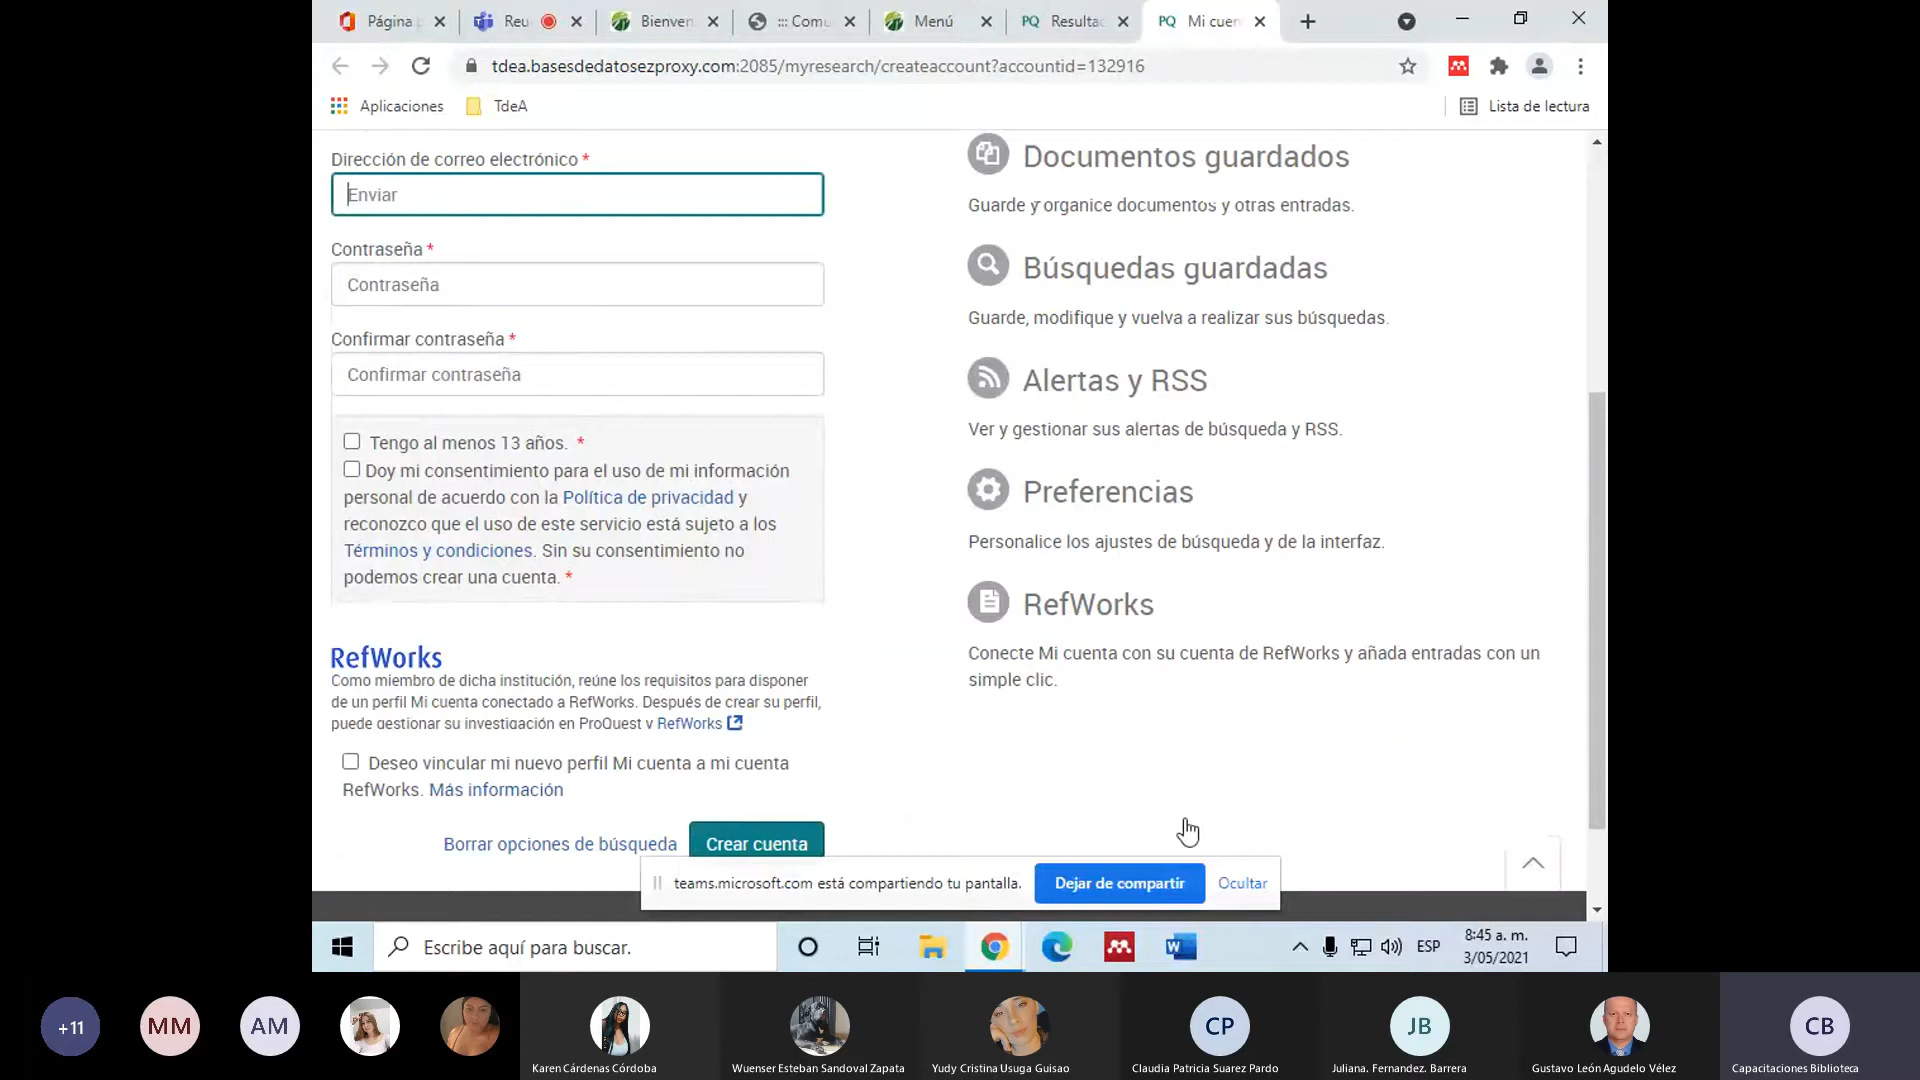 Página
Reu
Bienven
::: Comu
Menú
PQ Resulta
PQ Mi cuen
tdea.basesdedatosezproxy.com:2085/myresearch/createaccount?accountid=132916
Aplicaciones
TdeA
Lista de lectura
Dirección de correo electrónico *
Enviar
Contraseña *
Contraseña
Confirmar contraseña *
Confirmar contraseña
Tengo al menos 13 años. *
Doy mi consentimiento para el uso de mi información
personal de acuerdo con la Política de privacidad y
reconozco que el uso de este servicio está sujeto a los
Términos y condiciones. Sin su consentimiento no
podemos crear una cuenta. *
RefWorks
Como miembro de dicha institución, reúne los requisitos para disponer
de un perfil Mi cuenta conectado a RefWorks. Después de crear su perfil,
puede gestionar su investigación en ProQuest y RefWorks
Deseo vincular mi nuevo perfil Mi cuenta a mi cuenta
RefWorks. Más información
Borrar opciones de búsqueda
Crear cuenta
Documentos guardados
Guarde y organice documentos y otras entradas.
Búsquedas guardadas
Guarde, modifique y vuelva a realizar sus búsquedas.
Alertas y RSS
Ver y gestionar sus alertas de búsqueda y RSS.
Preferencias
Personalice los ajustes de búsqueda y de la interfaz.
RefWorks
Conecte Mi cuenta con su cuenta de RefWorks y añada entradas con un
simple clic.
teams.microsoft.com está compartiendo tu pantalla.
Dejar de compartir
Ocultar
Escribe aquí para buscar.
ESP
8:45 a. m.
3/05/2021
+11
MM
AM
CP
JB
CB
Karen Cárdenas Córdoba
Wuenser Esteban Sandoval Zapata
Yudy Cristina Usuga Guisao
Claudia Patricia Suarez Pardo
Juliana. Fernandez. Barrera
Gustavo León Agudelo Vélez
Capacitaciones Biblioteca